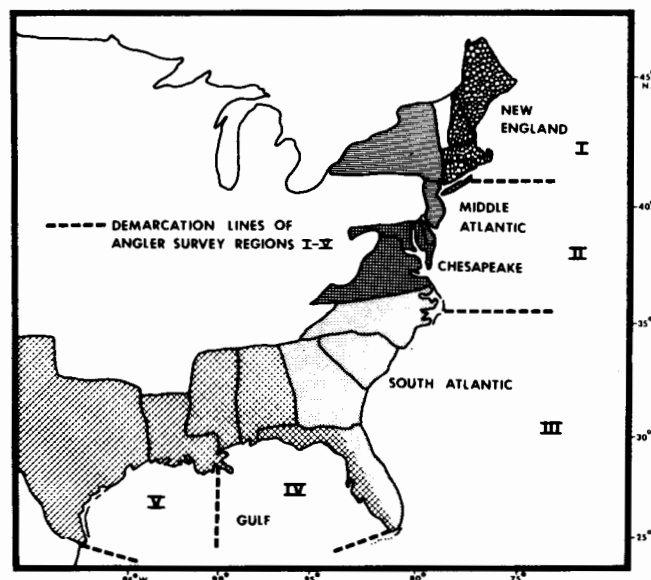 45°
N.
NEW
ENGLAND
I
40°
MIDDLE
ATLANTIC
DEMARCATION LINES OF
ANGLER SURVEY REGIONS I-V
II
CHESAPEAKE
35°
SOUTH ATLANTIC
III
30°
V
IV
GULF
25°
W
85°
80°
75°